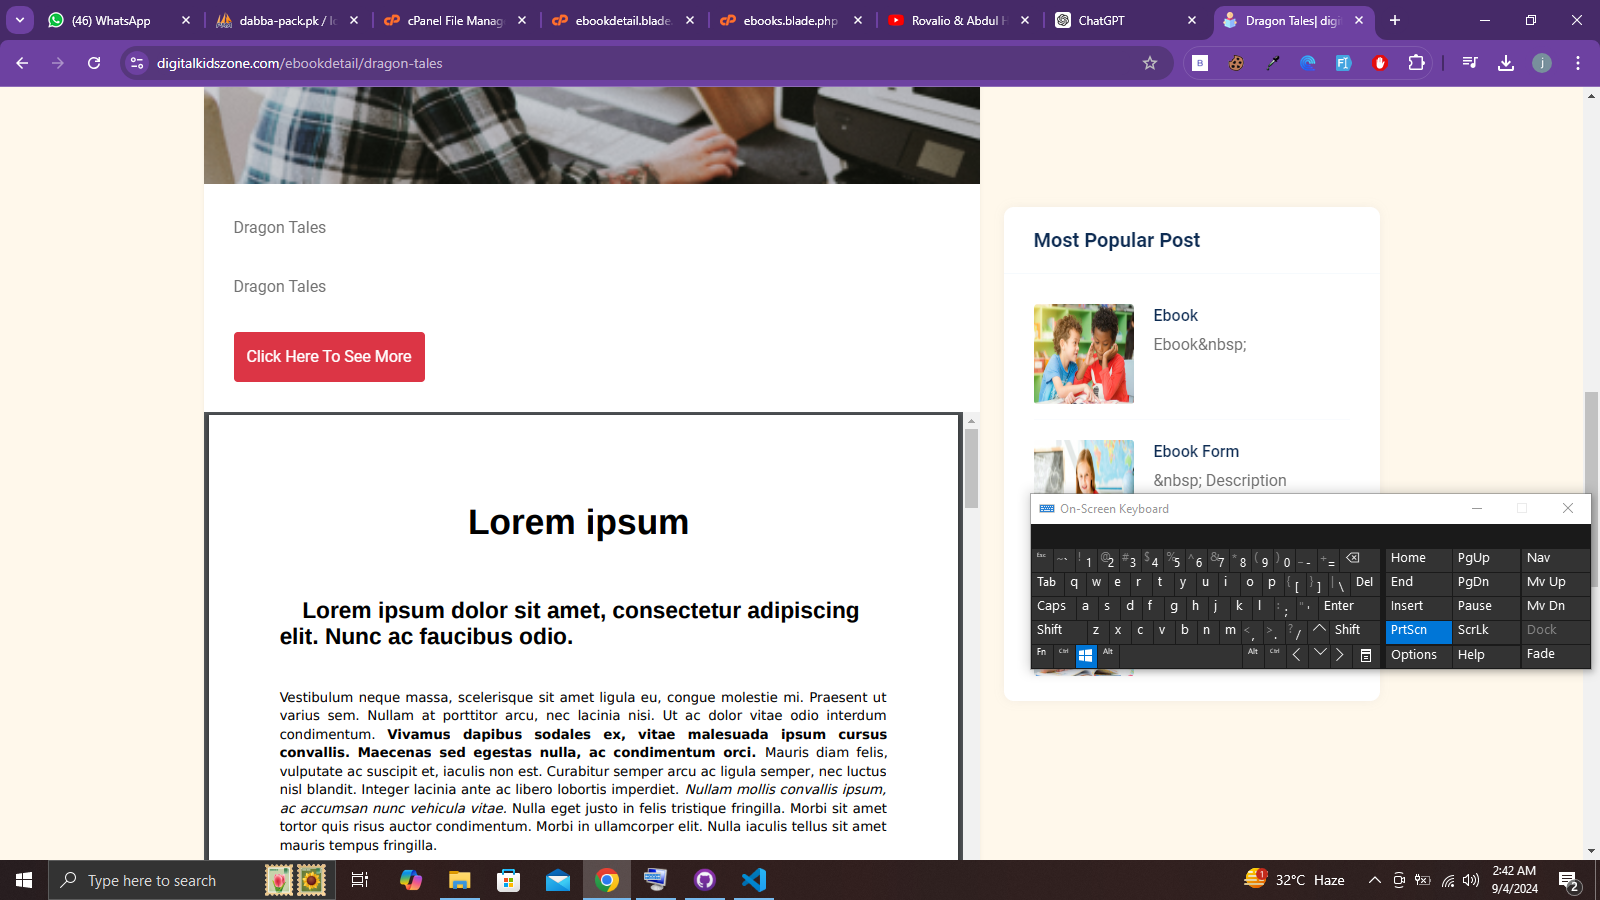 (46) WhatsApp
dabba-pack.pk / lo
cPanel File Manag
ebookdetail.blade.
ebooks.blade.php
Rovalio & Abdul H
ChatGPT
Dragon Tales| digi
digitalkidszone.com/ebookdetail/dragon-tales
j
Dragon Tales
Dragon Tales
Click Here To See More
Most Popular Post
Ebook
Ebook&nbsp;
Ebook Form
&nbsp; Description
Lorem ipsum
Lorem ipsum dolor sit amet, consectetur adipiscing
elit. Nunc ac faucibus odio.
Vestibulum neque massa, scelerisque sit amet ligula eu, congue molestie mi. Praesent ut
varius sem. Nullam at porttitor arcu, nec lacinia nisi. Ut ac dolor vitae odio interdum
condimentum. Vivamus dapibus sodales ex, vitae malesuada ipsum cursus
convallis. Maecenas sed egestas nulla, ac condimentum orci. Mauris diam felis,
vulputate ac suscipit et, iaculis non est. Curabitur semper arcu ac ligula semper, nec luctus
nisl blandit. Integer lacinia ante ac libero lobortis imperdiet. Nullam mollis convallis ipsum,
ac accumsan nunc vehicula vitae. Nulla eget justo in felis tristique fringilla. Morbi sit amet
tortor quis risus auctor condimentum. Morbi in ullamcorper elit. Nulla iaculis tellus sit amet
mauris tempus fringilla.
On-Screen Keyboard
Esc ~ ` ! 1 @ 2 # 3 $ 4 % 5 ^ 6 & 7 * 8 ( 9 ) 0 _ - + = Home PgUp Nav
Tab q w e r t y u i o p { [ } ] | \ Del End PgDn Mv Up
Caps a s d f g h j k l : ; " ' Enter Insert Pause Mv Dn
Shift z x c v b n m < , > . ? / Shift PrtScn ScrLk Dock
Fn Ctrl Alt Alt Ctrl Options Help Fade
Type here to search
1
32°C Haze
2:42 AM
9/4/2024
2